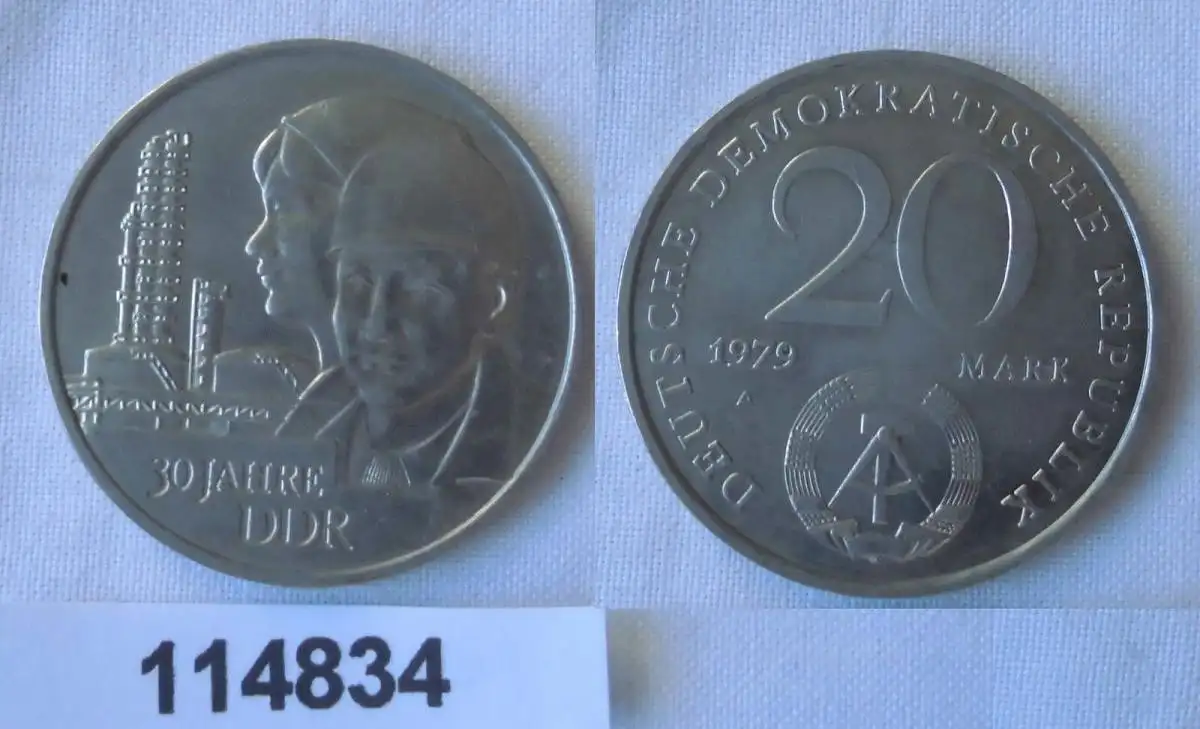 30 JAHRE
DDR
DEUTSCHE DEMOKRATISCHE REPUBLIK
20
1979 MARK
A
114834